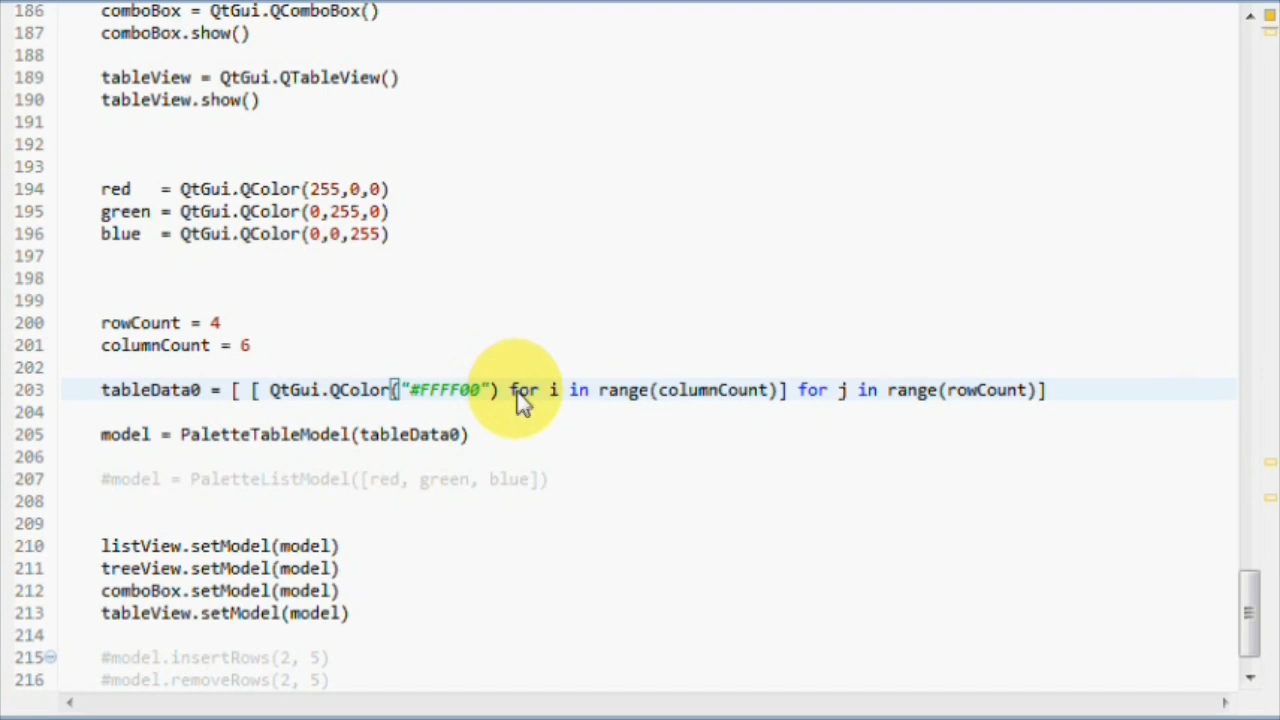 186 comboBox = QtGui.QComboBox()
187 comboBox.show()
188
189 tableView = QtGui.QTableView()
190 tableView.show()
191
192
193
194 red   = QtGui.QColor(255,0,0)
195 green = QtGui.QColor(0,255,0)
196 blue  = QtGui.QColor(0,0,255)
197
198
199
200 rowCount = 4
201 columnCount = 6
202
203 tableData0 = [ [ QtGui.QColor("#FFFF00") for i in range(columnCount)] for j in range(rowCount)]
204
205 model = PaletteTableModel(tableData0)
206
207 #model = PaletteListModel([red, green, blue])
208
209
210 listView.setModel(model)
211 treeView.setModel(model)
212 comboBox.setModel(model)
213 tableView.setModel(model)
214
215 #model.insertRows(2, 5)
216 #model.removeRows(2, 5)